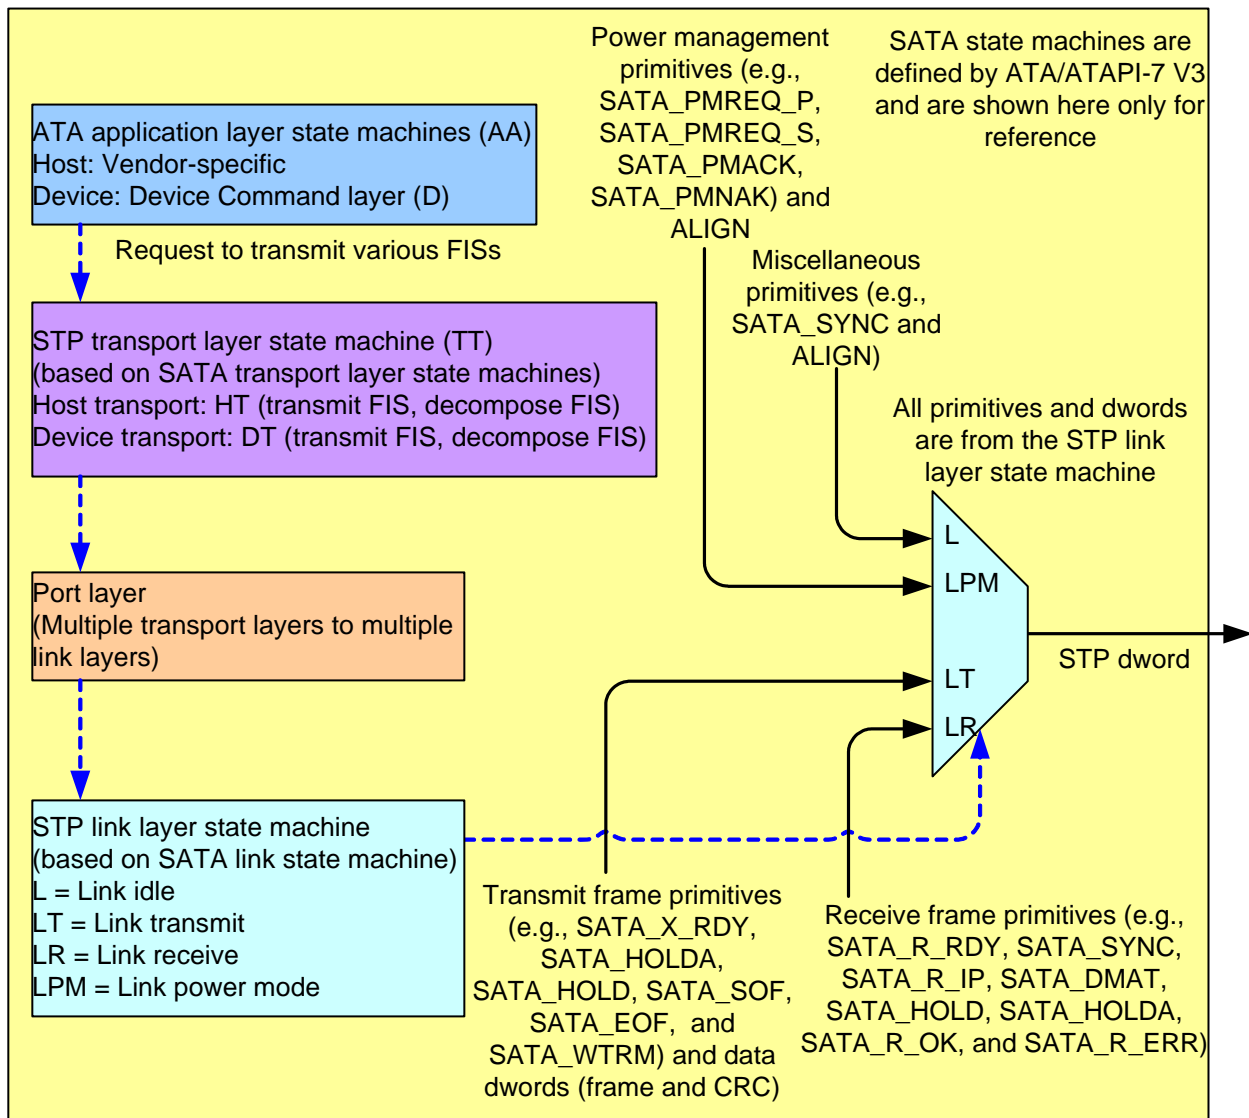 Power management
primitives (e.g.,
SATA_PMREQ_P,
SATA_PMREQ_S,
SATA_PMACK,
SATA_PMNAK) and
ALIGN
SATA state machines are
defined by ATA/ATAPI-7 V3
and are shown here only for
reference
ATA application layer state machines (AA)
Host: Vendor-specific
Device: Device Command layer (D)
Request to transmit various FISs
Miscellaneous
primitives (e.g.,
SATA_SYNC and
ALIGN)
STP transport layer state machine (TT)
(based on SATA transport layer state machines)
Host transport: HT (transmit FIS, decompose FIS)
Device transport: DT (transmit FIS, decompose FIS)
All primitives and dwords
are from the STP link
layer state machine
L
LPM
LT
LR
STP dword
Port layer
(Multiple transport layers to multiple
link layers)
STP link layer state machine
(based on SATA link state machine)
L = Link idle
LT = Link transmit
LR = Link receive
LPM = Link power mode
Transmit frame primitives
(e.g., SATA_X_RDY,
SATA_HOLDA,
SATA_HOLD, SATA_SOF,
SATA_EOF, and
SATA_WTRM) and data
dwords (frame and CRC)
Receive frame primitives (e.g.,
SATA_R_RDY, SATA_SYNC,
SATA_R_IP, SATA_DMAT,
SATA_HOLD, SATA_HOLDA,
SATA_R_OK, and SATA_R_ERR)